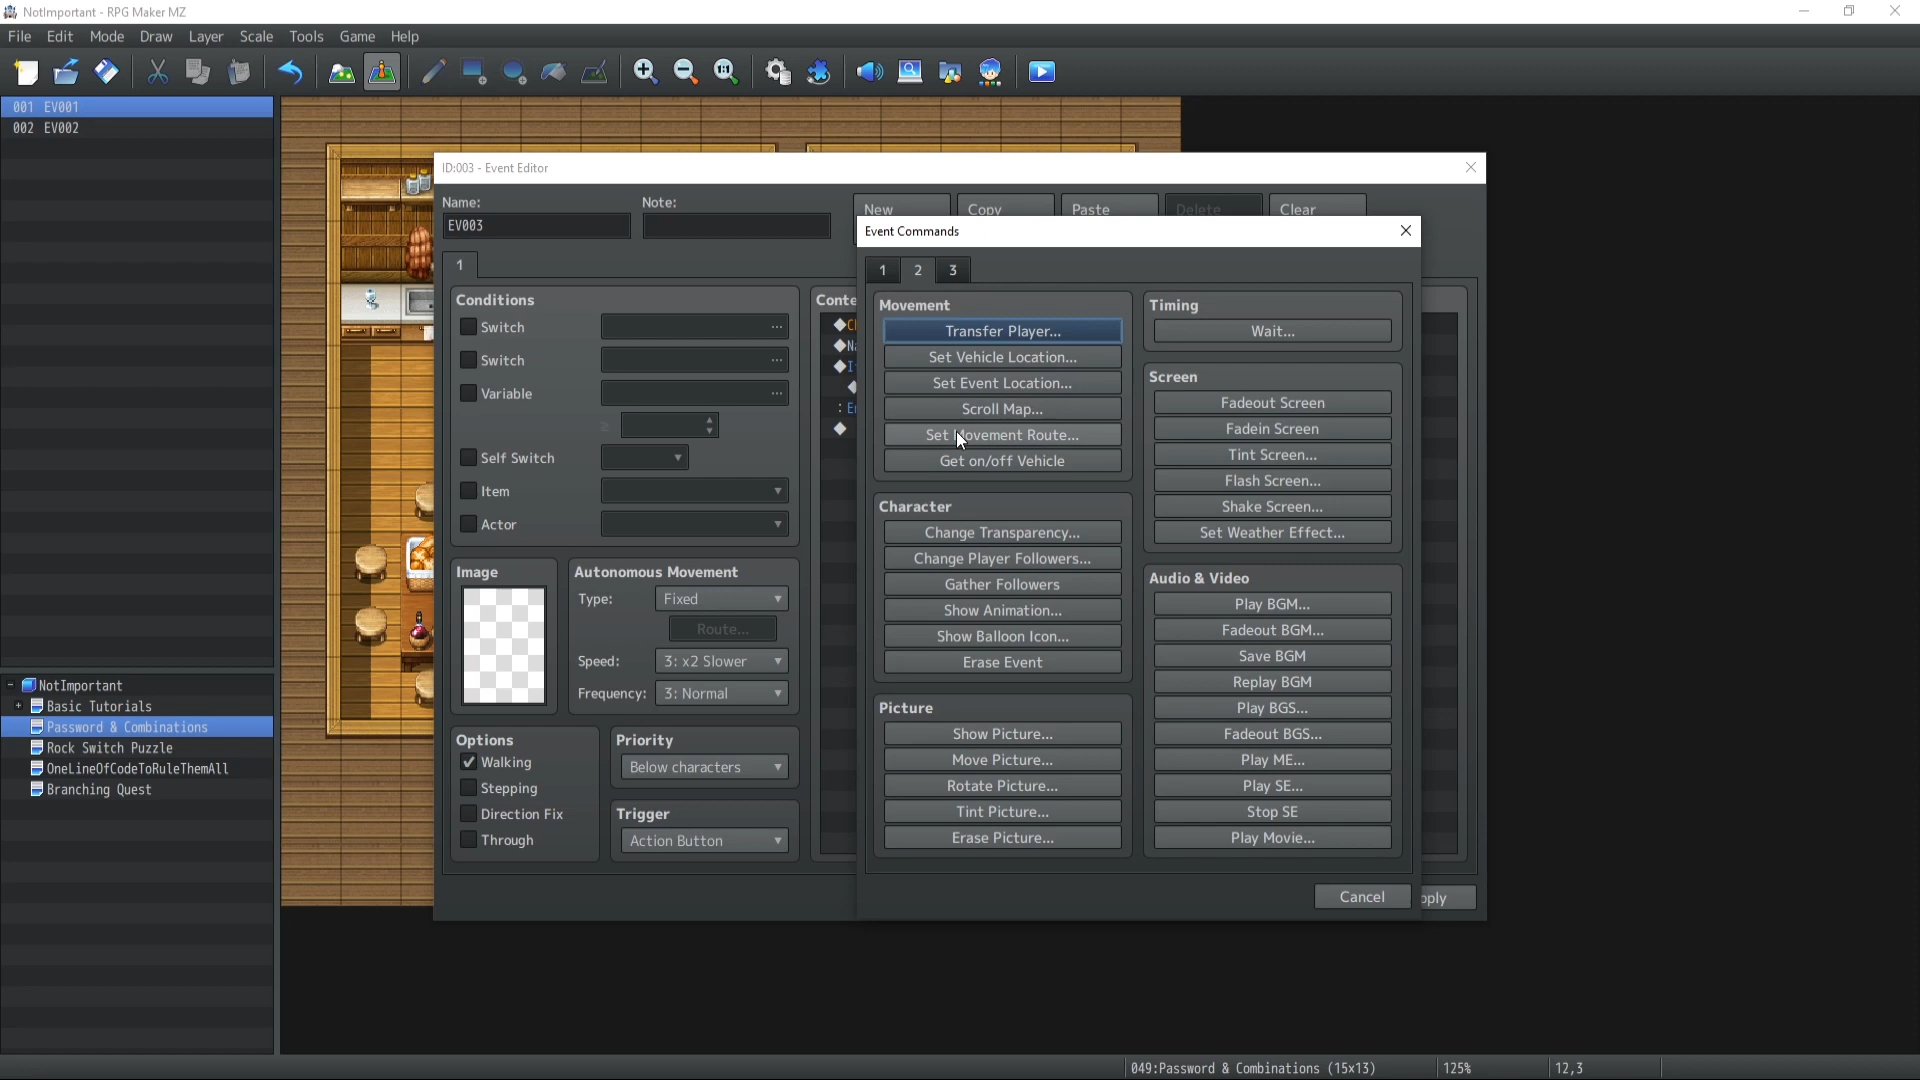 NotImportant - RPG Maker MZ
File Edit Mode Draw Layer Scale Tools Game Help
001 EV001
002 EV002
ID:003 - Event Editor
Name:
Note:
EV003
New
Copy
Paste
Delete
Clear
1
Conditions
Switch
Switch
Variable
≥
Self Switch
Item
Actor
Image
Autonomous Movement
Type: Fixed
Route...
Speed: 3: x2 Slower
Frequency: 3: Normal
Options
Walking
Stepping
Direction Fix
Through
Priority
Below characters
Trigger
Action Button
Conte
Event Commands
1 2 3
Movement
Transfer Player...
Set Vehicle Location...
Set Event Location...
Scroll Map...
Set Movement Route...
Get on/off Vehicle
Character
Change Transparency...
Change Player Followers...
Gather Followers
Show Animation...
Show Balloon Icon...
Erase Event
Picture
Show Picture...
Move Picture...
Rotate Picture...
Tint Picture...
Erase Picture...
Timing
Wait...
Screen
Fadeout Screen
Fadein Screen
Tint Screen...
Flash Screen...
Shake Screen...
Set Weather Effect...
Audio & Video
Play BGM...
Fadeout BGM...
Save BGM
Replay BGM
Play BGS...
Fadeout BGS...
Play ME...
Play SE...
Stop SE
Play Movie...
Cancel
pply
NotImportant
Basic Tutorials
Password & Combinations
Rock Switch Puzzle
OneLineOfCodeToRuleThemAll
Branching Quest
049:Password & Combinations (15x13)
125%
12,3